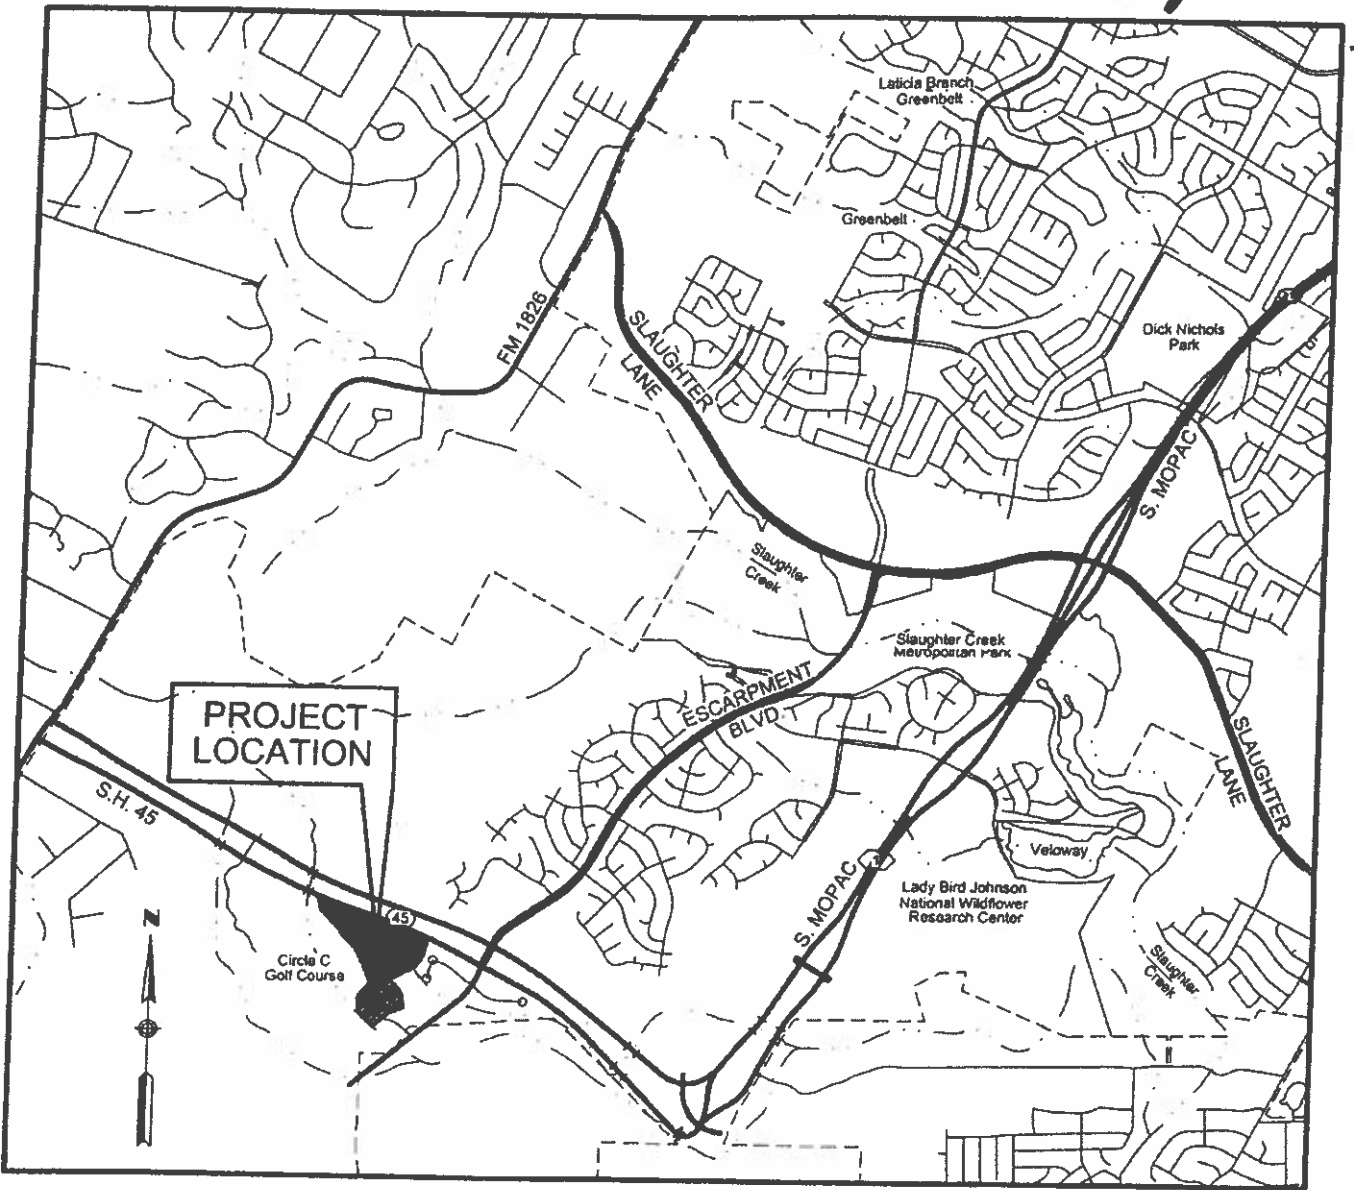 Laticia Branch
Greenbelt
Greenbelt
FM 1826
SLAUGHTER
LANE
Dick Nichols
Park
S. MOPAC
Slaughter
Creek
Slaughter Creek
Metropolitan Park
ESCARPMENT
BLVD.
PROJECT
LOCATION
S.H. 45
SLAUGHTER
LANE
Veloway
S. MOPAC
1
Lady Bird Johnson
National Wildflower
Research Center
45
N
Circle C
Golf Course
Slaughter
Creek